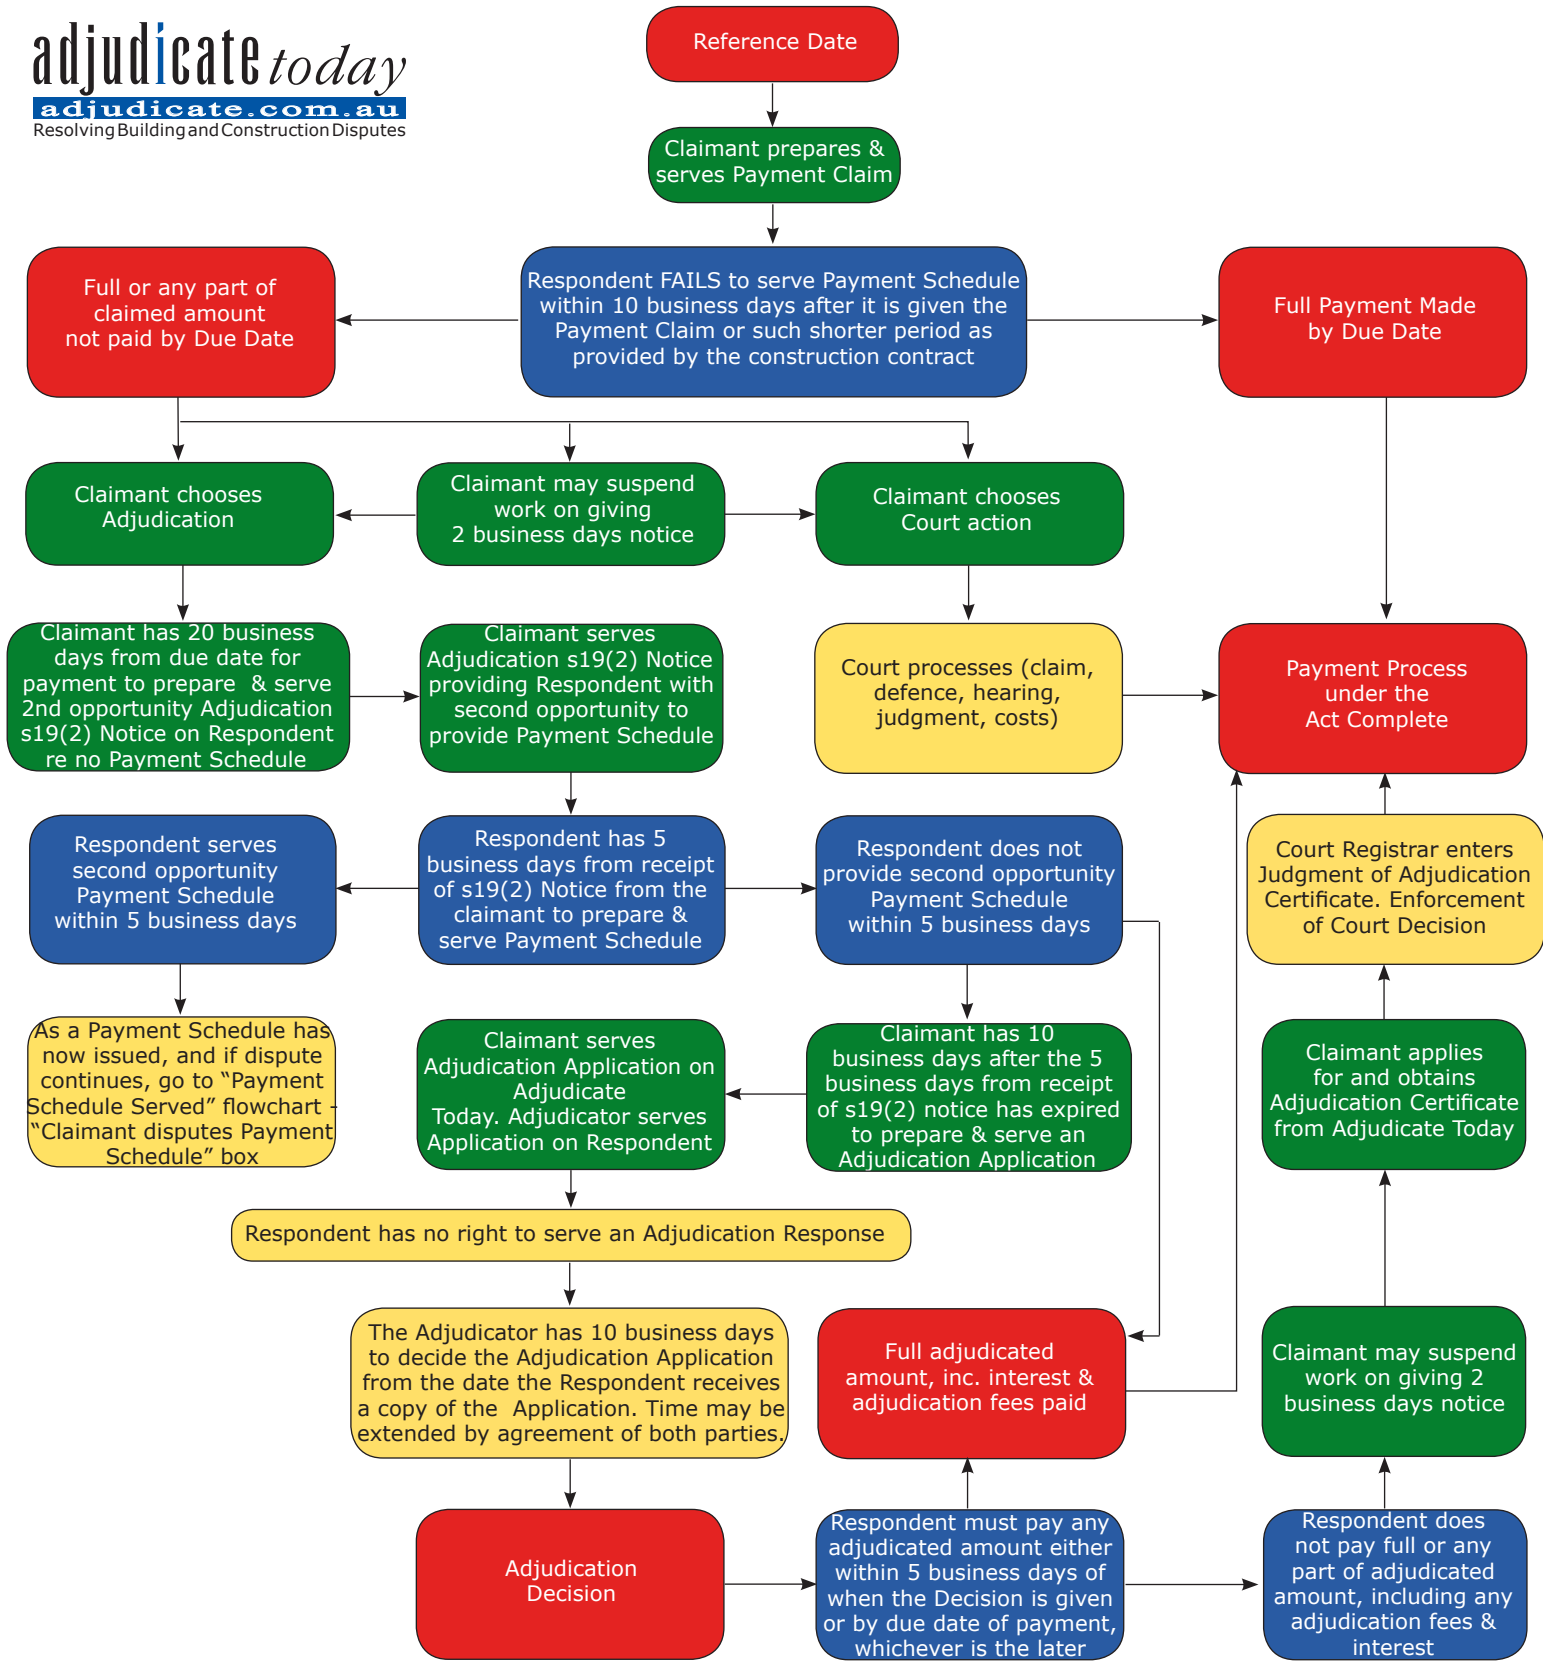 adjudicate today
adjudicate.com.au
Resolving Building and Construction Disputes
Reference Date
Claimant prepares &
serves Payment Claim
Full or any part of
claimed amount
not paid by Due Date
Respondent FAILS to serve Payment Schedule
within 10 business days after it is given the
Payment Claim or such shorter period as
provided by the construction contract
Full Payment Made
by Due Date
Claimant chooses
Adjudication
Claimant may suspend
work on giving
2 business days notice
Claimant chooses
Court action
Claimant has 20 business
days from due date for
payment to prepare & serve
2nd opportunity Adjudication
s19(2) Notice on Respondent
re no Payment Schedule
Claimant serves
Adjudication s19(2) Notice
providing Respondent with
second opportunity to
provide Payment Schedule
Court processes (claim,
defence, hearing,
judgment, costs)
Payment Process
under the
Act Complete
Respondent serves
second opportunity
Payment Schedule
within 5 business days
Respondent has 5
business days from receipt
of s19(2) Notice from the
claimant to prepare &
serve Payment Schedule
Respondent does not
provide second opportunity
Payment Schedule
within 5 business days
Court Registrar enters
Judgment of Adjudication
Certificate. Enforcement
of Court Decision
As a Payment Schedule has
now issued, and if dispute
continues, go to “Payment
Schedule Served” flowchart -
“Claimant disputes Payment
Schedule” box
Claimant serves
Adjudication Application on
Adjudicate
Today. Adjudicator serves
Application on Respondent
Claimant has 10
business days after the 5
business days from receipt
of s19(2) notice has expired
to prepare & serve an
Adjudication Application
Claimant applies
for and obtains
Adjudication Certificate
from Adjudicate Today
Respondent has no right to serve an Adjudication Response
The Adjudicator has 10 business days
to decide the Adjudication Application
from the date the Respondent receives
a copy of the Application. Time may be
extended by agreement of both parties.
Full adjudicated
amount, inc. interest &
adjudication fees paid
Claimant may suspend
work on giving 2
business days notice
Adjudication
Decision
Respondent must pay any
adjudicated amount either
within 5 business days of
when the Decision is given
or by due date of payment,
whichever is the later
Respondent does
not pay full or any
part of adjudicated
amount, including any
adjudication fees &
interest